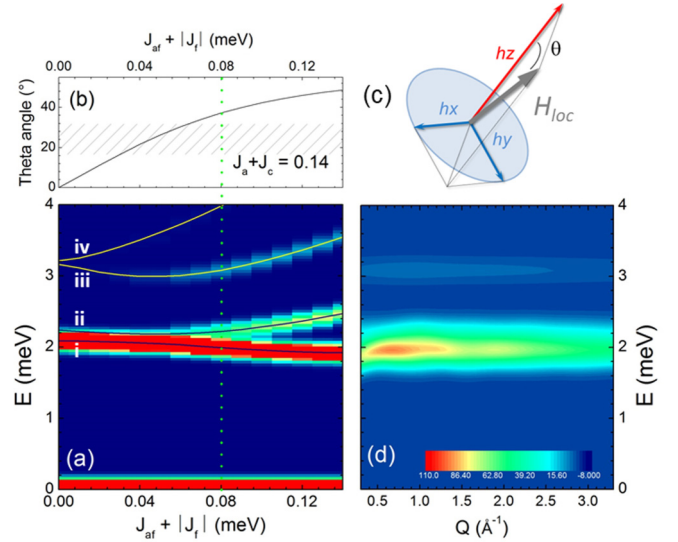 J_af + |J_f| (meV)
0.00 0.04 0.08 0.12
(b)
Theta angle (°)
40
20
0
J_a+J_c = 0.14
(c)
hz
θ
H_loc
hx
hy
4
iv
iii
3
ii
2
i
E (meV)
1
(a)
0
0.00 0.04 0.08 0.12
J_af + |J_f| (meV)
4
3
2
E (meV)
1
(d)
110.0 86.40 62.80 39.20 15.60 -8.000
0
0.5 1.0 1.5 2.0 2.5 3.0
Q (Å⁻¹)